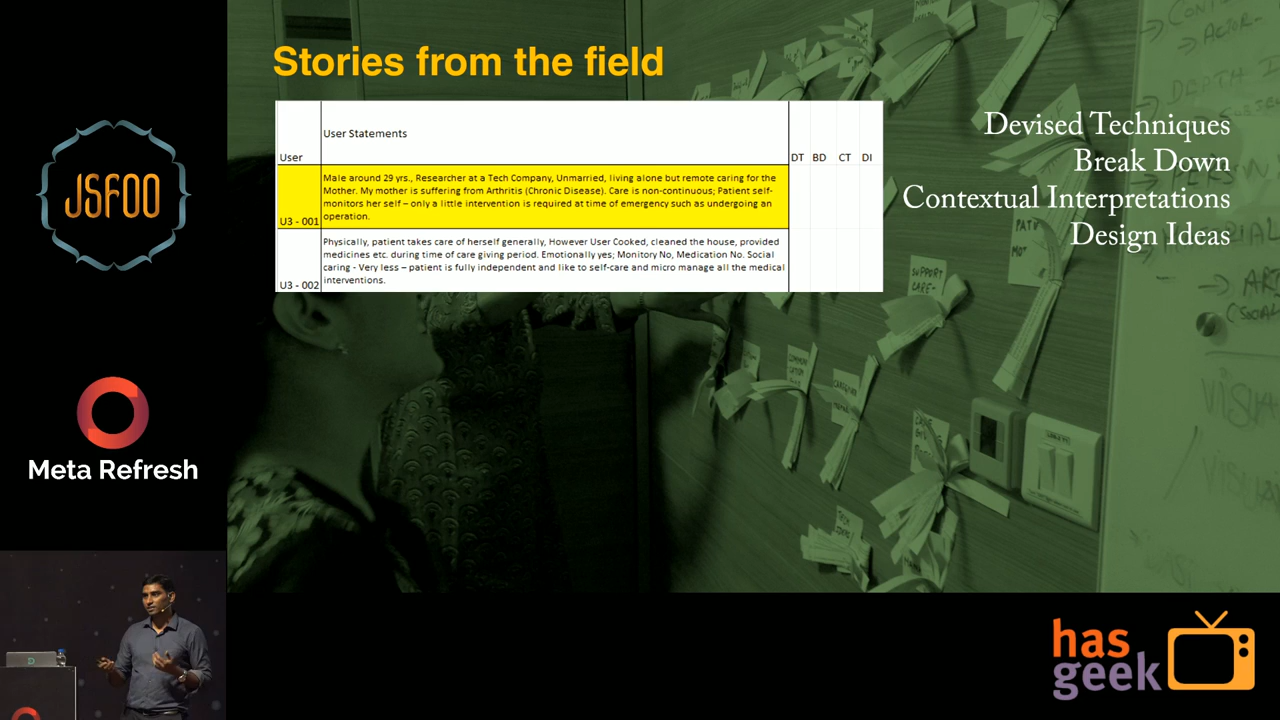 Stories from the field
User Statements
User
DT BD CT DI
Male around 29 yrs., Researcher at a Tech Company, Unmarried, living alone but remote caring for the
Mother. My mother is suffering from Arthritis (Chronic Disease). Care is non-continuous; Patient self-
monitors her self – only a little intervention is required at time of emergency such as undergoing an
operation.
U3 - 001
Physically, patient takes care of herself generally, However User Cooked, cleaned the house, provided
medicines etc. during time of care giving period. Emotionally yes; Monitory No, Medication No. Social
caring - Very less – patient is fully independent and like to self-care and micro manage all the medical
interventions.
U3 - 002
Devised Techniques
Break Down
Contextual Interpretations
Design Ideas
SUPPORT
CARE-
JSFOO
Meta Refresh
has
geek